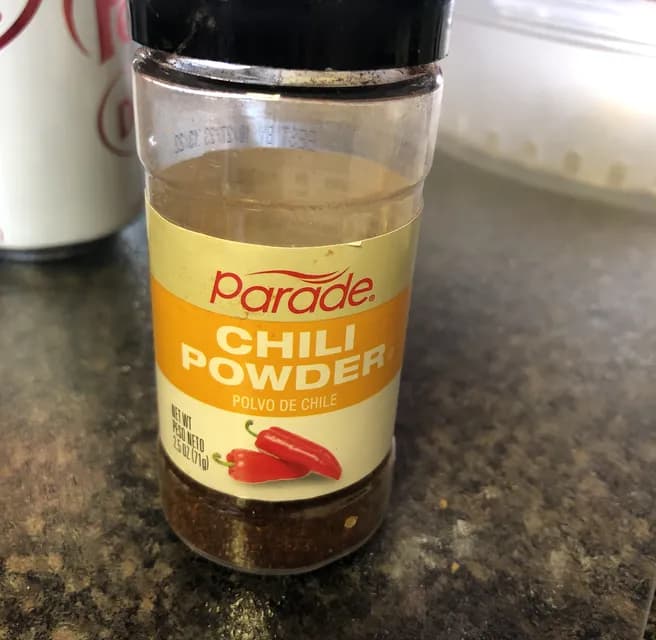 parade®
CHILI
POWDER
POLVO DE CHILE
NET WT
PESO NETO
2.5 OZ (71g)